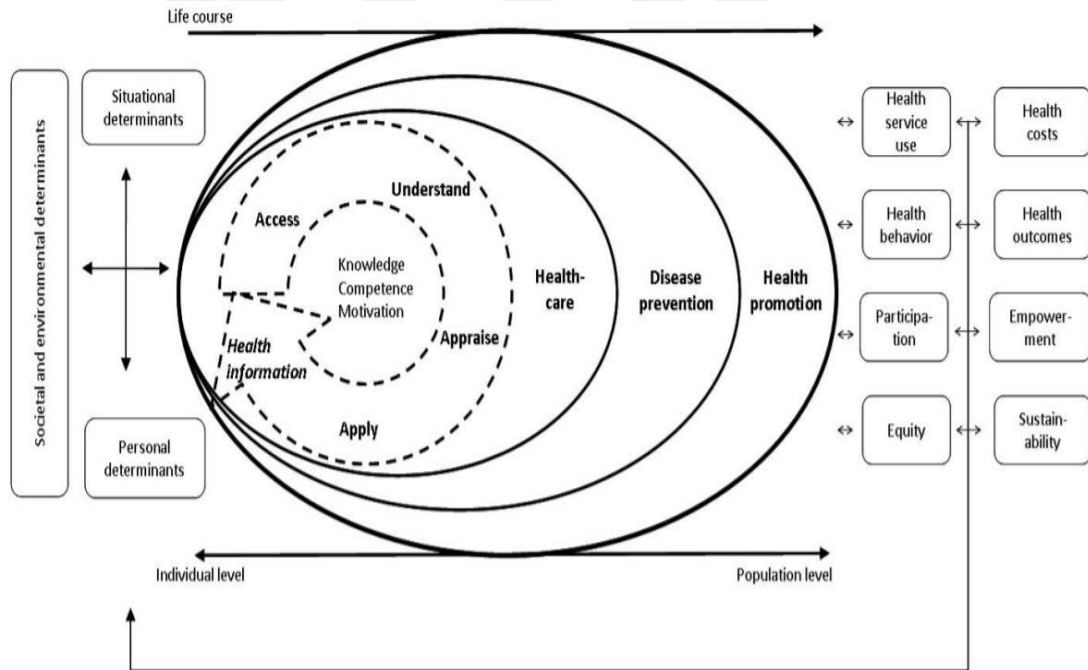 Life course
Societal and environmental determinants
Situational
determinants
Personal
determinants
Access
Understand
Knowledge
Competence
Motivation
Health
information
Appraise
Apply
Health-
care
Disease
prevention
Health
promotion
Health
service
use
Health
costs
Health
behavior
Health
outcomes
Participa-
tion
Empower-
ment
Equity
Sustain-
ability
Individual level
Population level